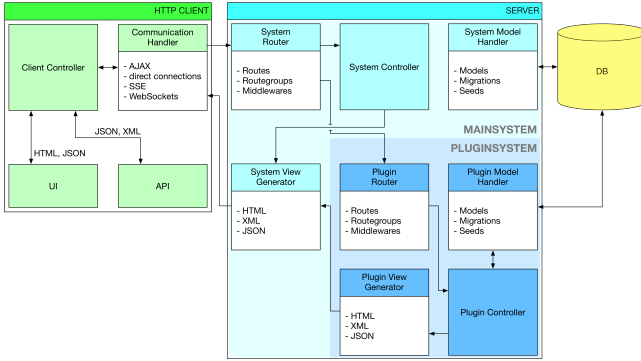 HTTP CLIENT
SERVER
Client Controller
Communication
Handler
- AJAX
- direct connections
- SSE
- WebSockets
System
Router
- Routes
- Routegroups
- Middlewares
System Controller
System Model
Handler
- Models
- Migrations
- Seeds
DB
JSON, XML
HTML, JSON
UI
API
MAINSYSTEM
PLUGINSYSTEM
System View
Generator
- HTML
- XML
- JSON
Plugin
Router
- Routes
- Routegroups
- Middlewares
Plugin Model
Handler
- Models
- Migrations
- Seeds
Plugin View
Generator
- HTML
- XML
- JSON
Plugin Controller